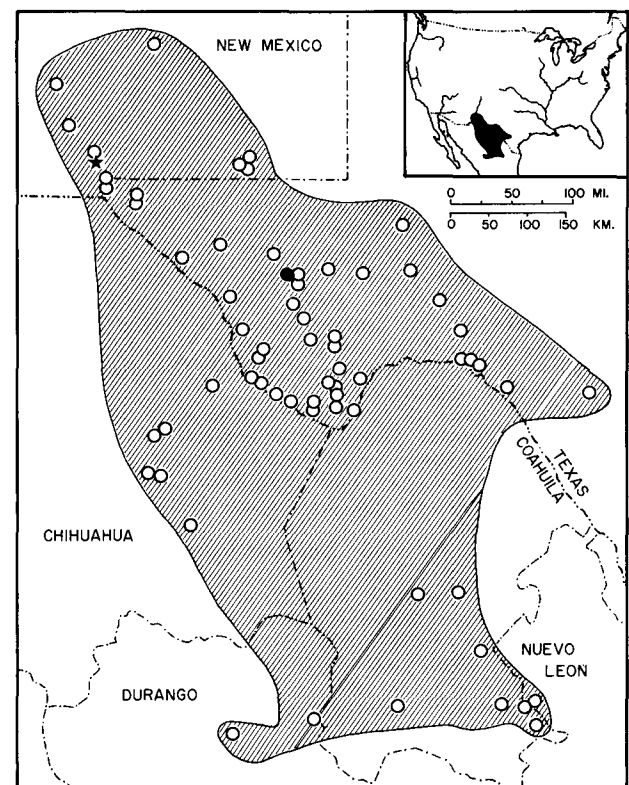 NEW MEXICO
0 50 100 MI.
0 50 100 150 KM.
TEXAS
COAHUILA
CHIHUAHUA
NUEVO
LEON
DURANGO